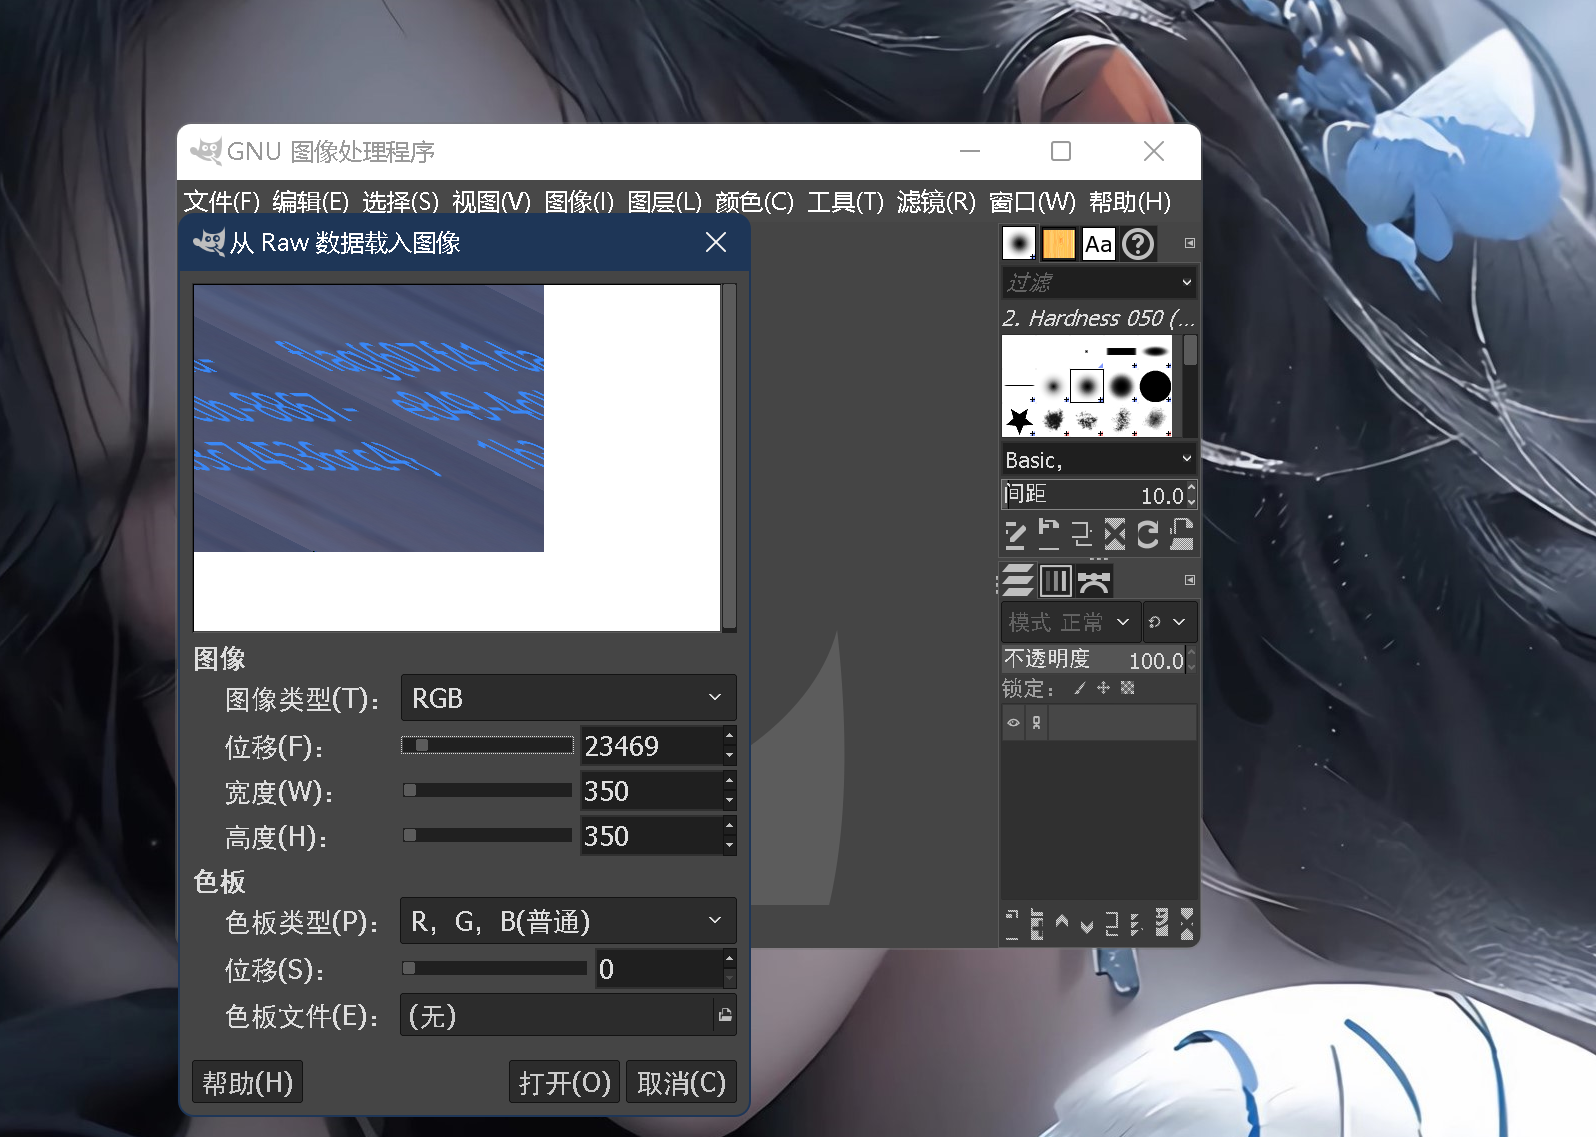 GNU 图像处理程序
文件(F) 编辑(E) 选择(S) 视图(V) 图像(I) 图层(L) 颜色(C) 工具(T) 滤镜(R) 窗口(W) 帮助(H)
从 Raw 数据载入图像
图像
图像类型(T): RGB
位移(F): 23469
宽度(W): 350
高度(H): 350
色板
色板类型(P): R, G, B(普通)
位移(S): 0
色板文件(E): (无)
帮助(H) 打开(O) 取消(C)
Aa
过滤
2. Hardness 050 (...
Basic,
间距 10.0
模式 正常
不透明度 100.0
锁定: